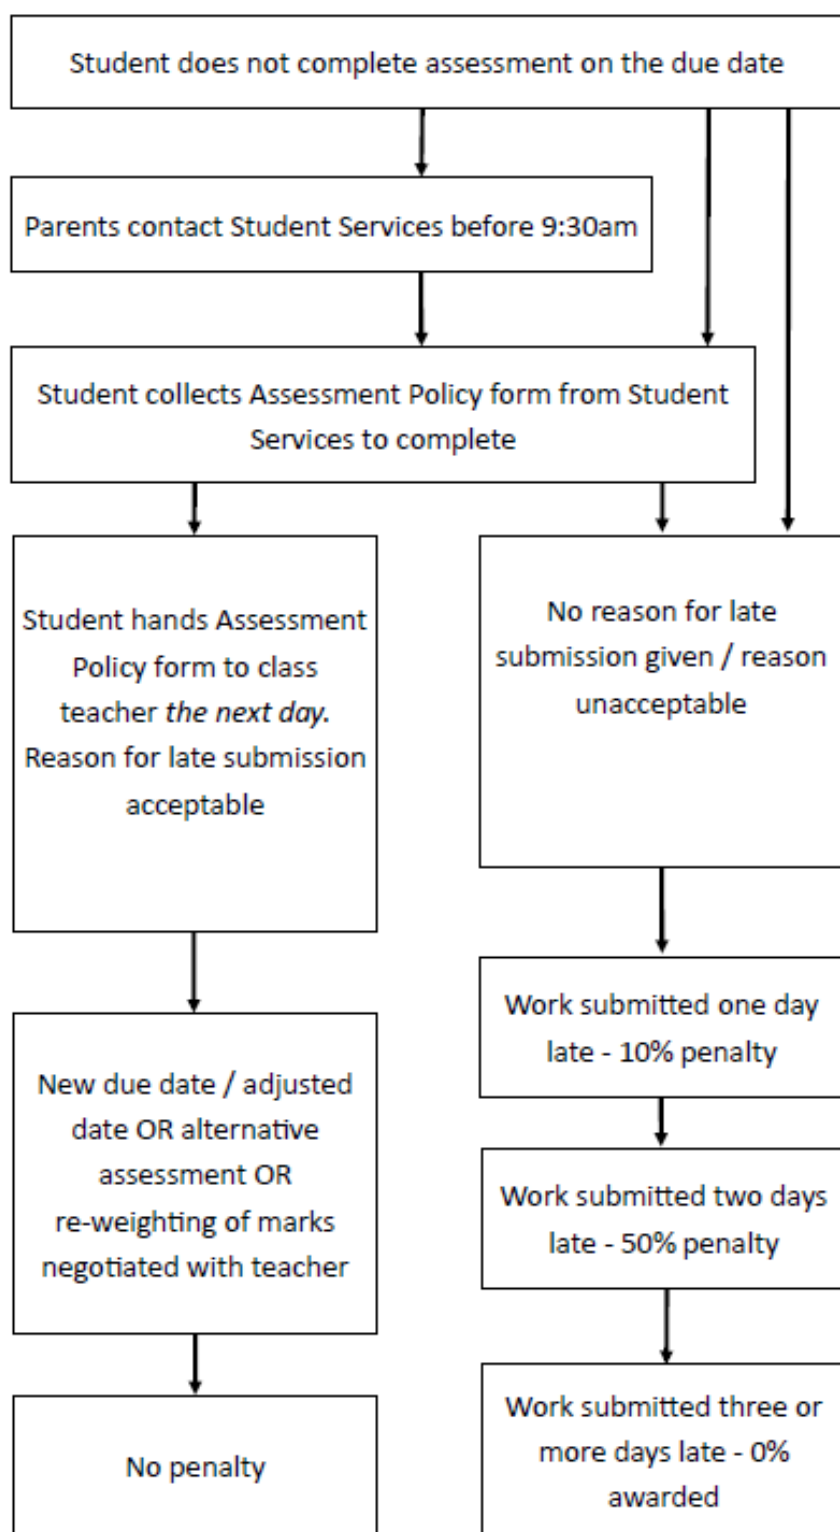 Student does not complete assessment on the due date
Parents contact Student Services before 9:30am
Student collects Assessment Policy form from Student
Services to complete
Student hands Assessment
Policy form to class
teacher the next day.
Reason for late submission
acceptable
No reason for late
submission given / reason
unacceptable
New due date / adjusted
date OR alternative
assessment OR
re-weighting of marks
negotiated with teacher
No penalty
Work submitted one day
late - 10% penalty
Work submitted two days
late - 50% penalty
Work submitted three or
more days late - 0%
awarded